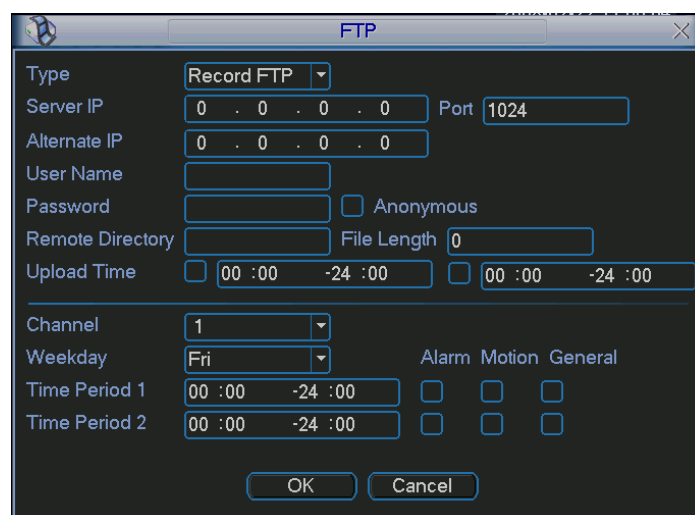 FTP
Type Record FTP
Server IP 0 . 0 . 0 . 0 Port 1024
Alternate IP 0 . 0 . 0 . 0
User Name
Password Anonymous
Remote Directory File Length 0
Upload Time 00 :00 -24 :00 00 :00 -24 :00
Channel 1
Weekday Fri Alarm Motion General
Time Period 1 00 :00 -24 :00
Time Period 2 00 :00 -24 :00
OK Cancel